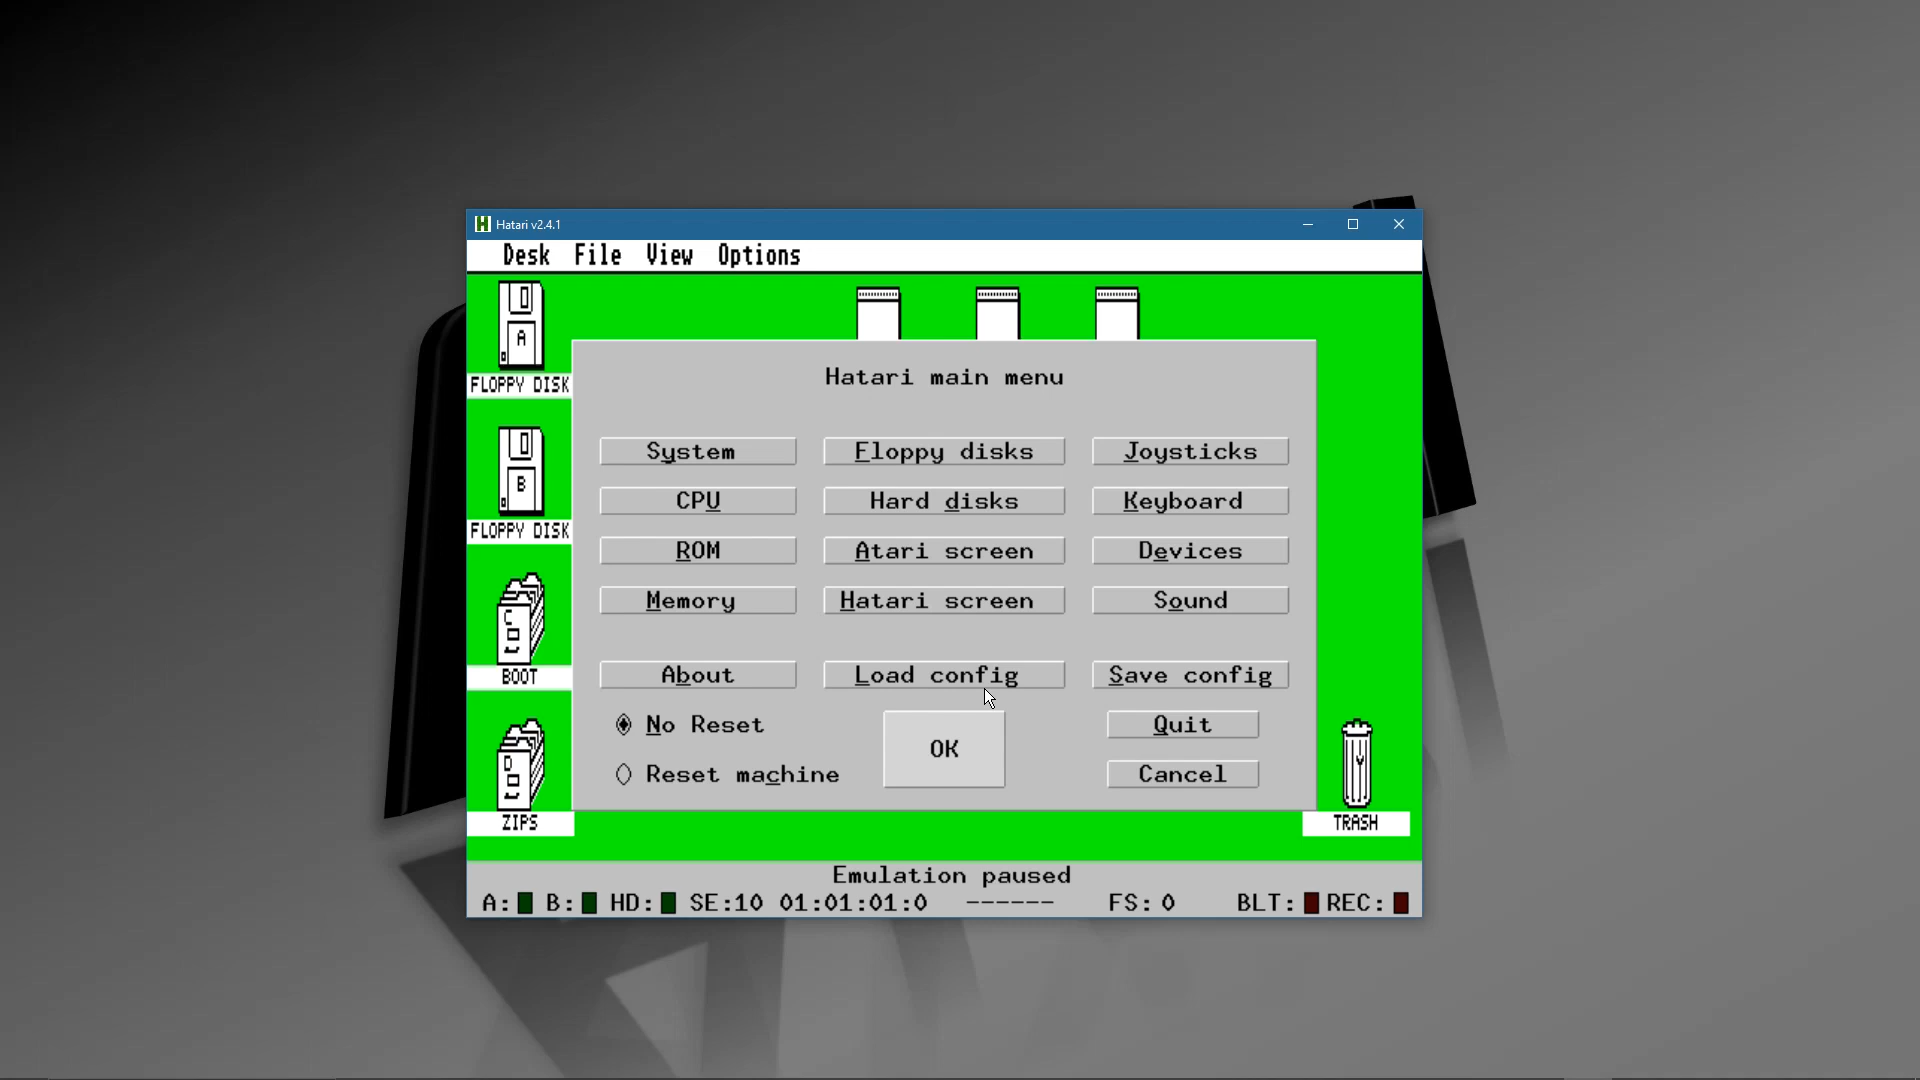 Hatari v2.4.1
Desk File View Options
A
FLOPPY DISK
B
FLOPPY DISK
C
BOOT
D
ZIPS
TRASH
Hatari main menu
System Floppy disks Joysticks
CPU Hard disks Keyboard
ROM Atari screen Devices
Memory Hatari screen Sound
About Load config Save config
No Reset OK Quit
Reset machine Cancel
Emulation paused
A: B: HD: SE:10 01:01:01:0 ------ FS: 0 BLT: REC: